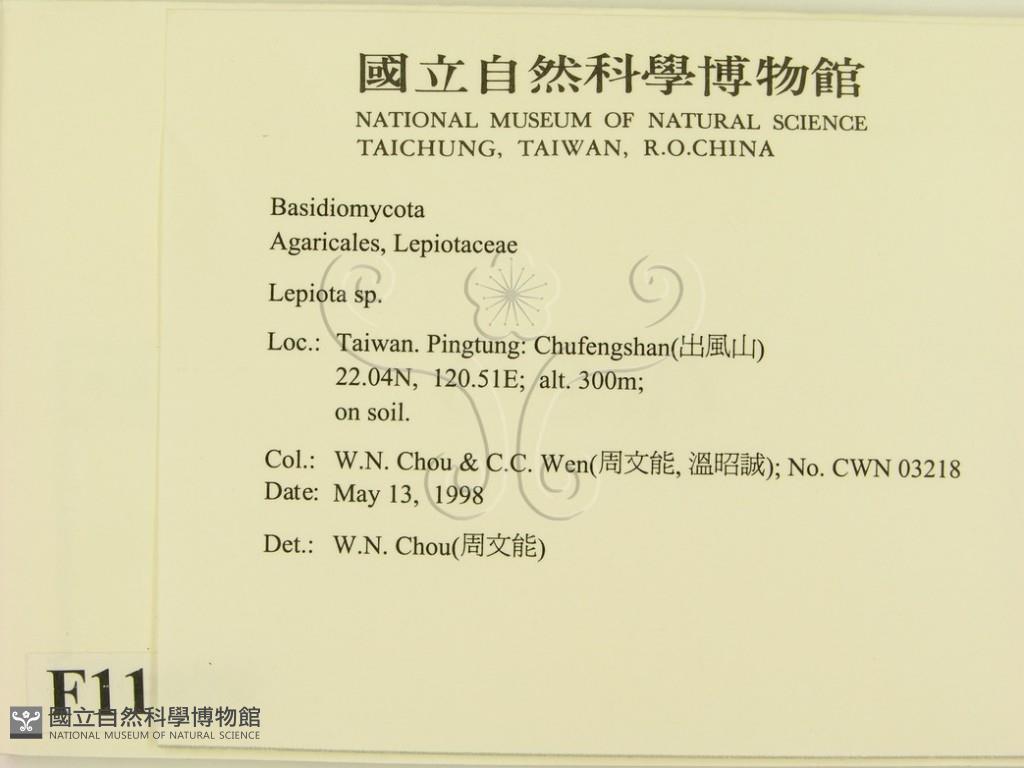 國立自然科學博物館
NATIONAL MUSEUM OF NATURAL SCIENCE
TAICHUNG, TAIWAN, R.O.CHINA
Basidiomycota
Agaricales, Lepiotaceae
Lepiota sp.
Loc.: Taiwan. Pingtung: Chufengshan(出風山)
22.04N, 120.51E; alt. 300m;
on soil.
Col.: W.N. Chou & C.C. Wen(周文能, 溫昭誠); No. CWN 03218
Date: May 13, 1998
Det.: W.N. Chou(周文能)
F11
國立自然科學博物館
NATIONAL MUSEUM OF NATURAL SCIENCE